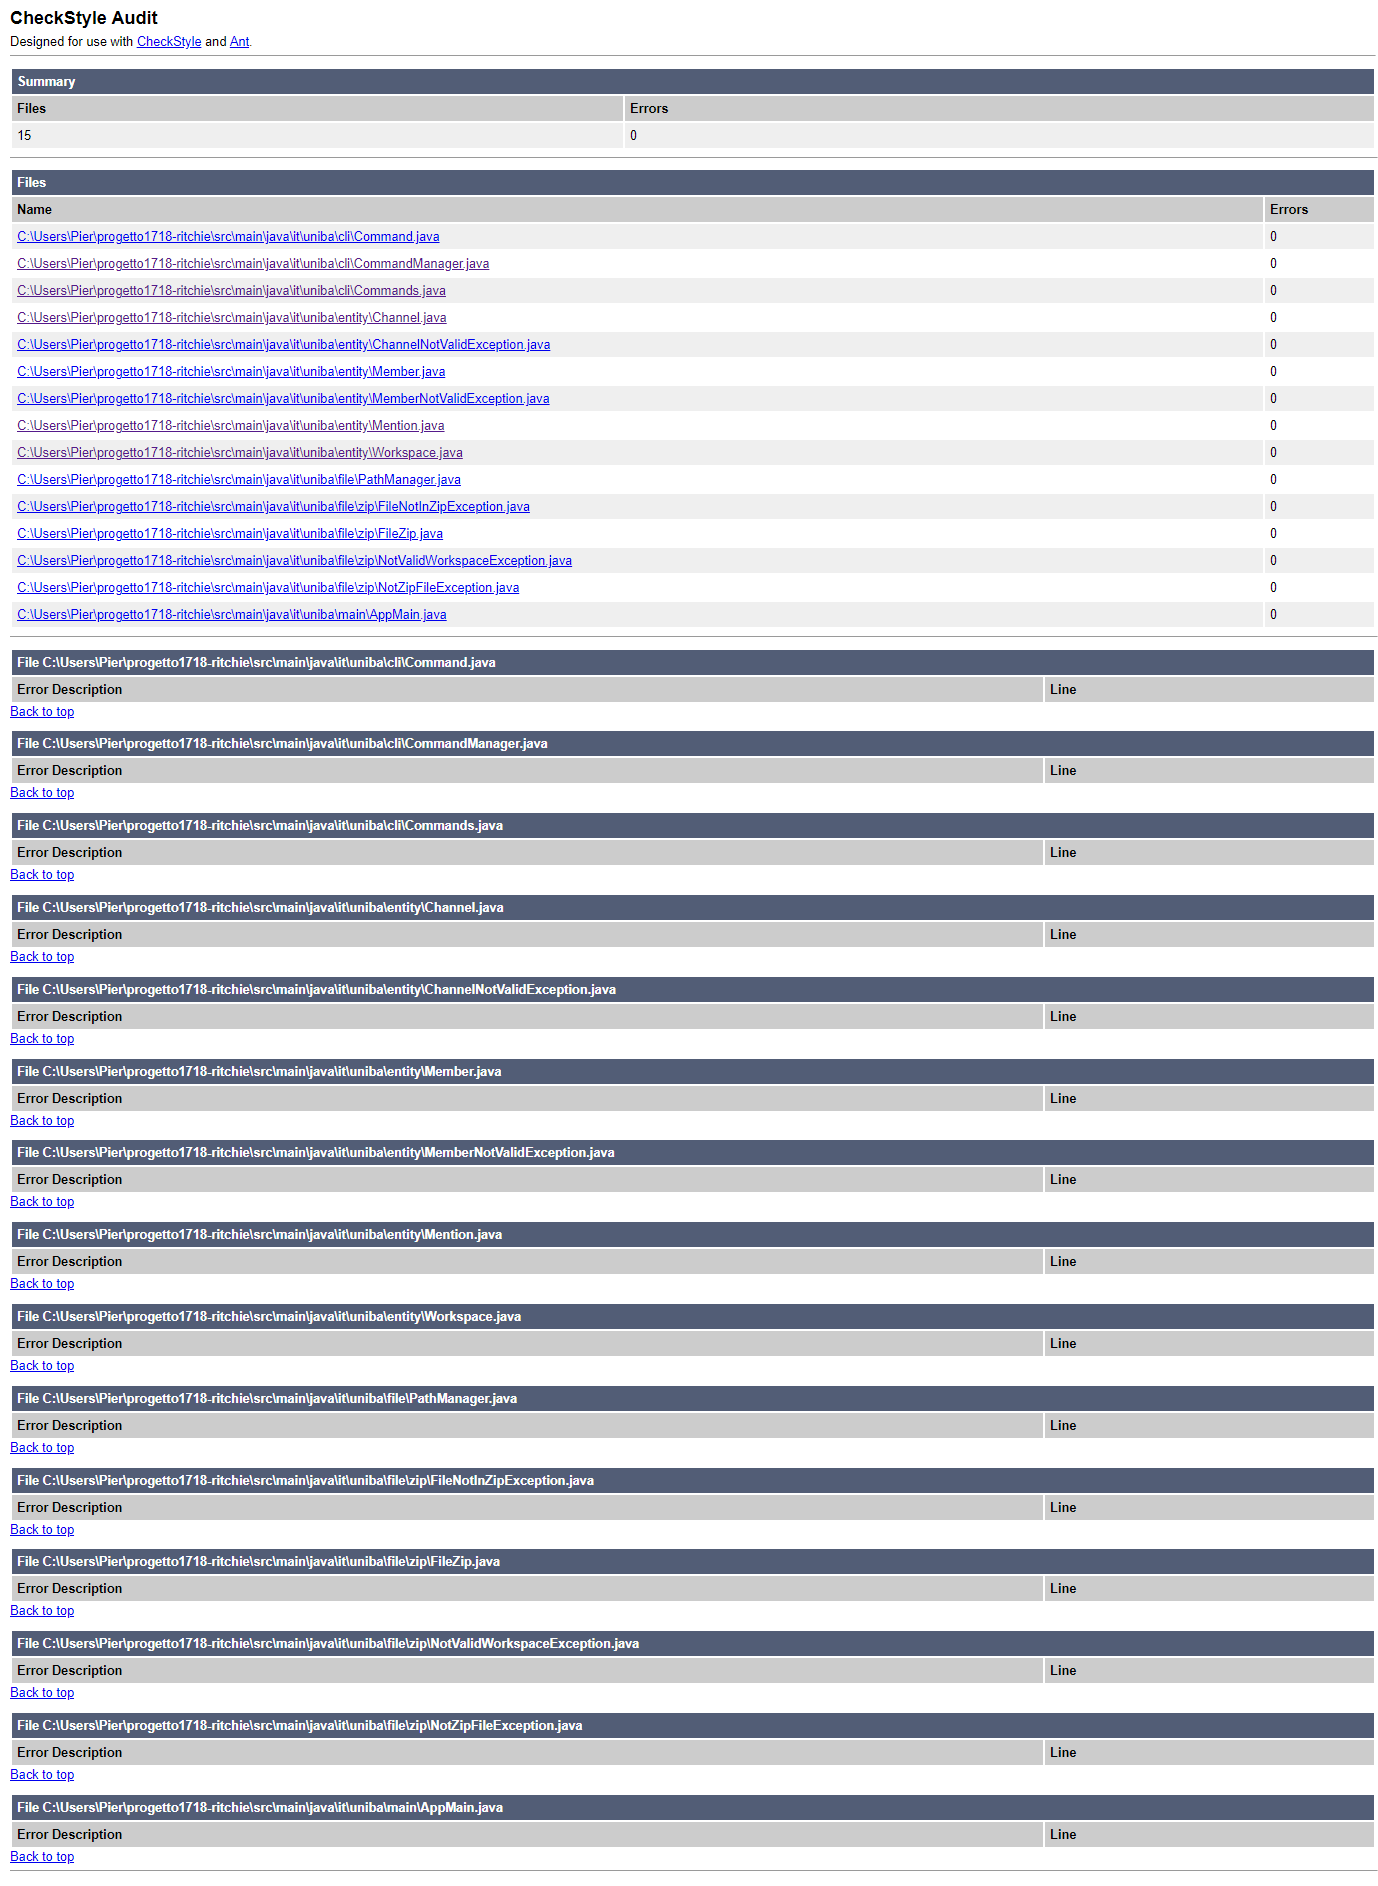 CheckStyle Audit
Designed for use with CheckStyle and Ant.
Summary
Files Errors
15 0
Files
Name Errors
C:\Users\Pier\progetto1718-ritchie\src\main\java\it\uniba\cli\Command.java 0
C:\Users\Pier\progetto1718-ritchie\src\main\java\it\uniba\cli\CommandManager.java 0
C:\Users\Pier\progetto1718-ritchie\src\main\java\it\uniba\cli\Commands.java 0
C:\Users\Pier\progetto1718-ritchie\src\main\java\it\uniba\entity\Channel.java 0
C:\Users\Pier\progetto1718-ritchie\src\main\java\it\uniba\entity\ChannelNotValidException.java 0
C:\Users\Pier\progetto1718-ritchie\src\main\java\it\uniba\entity\Member.java 0
C:\Users\Pier\progetto1718-ritchie\src\main\java\it\uniba\entity\MemberNotValidException.java 0
C:\Users\Pier\progetto1718-ritchie\src\main\java\it\uniba\entity\Mention.java 0
C:\Users\Pier\progetto1718-ritchie\src\main\java\it\uniba\entity\Workspace.java 0
C:\Users\Pier\progetto1718-ritchie\src\main\java\it\uniba\file\PathManager.java 0
C:\Users\Pier\progetto1718-ritchie\src\main\java\it\uniba\file\zip\FileNotInZipException.java 0
C:\Users\Pier\progetto1718-ritchie\src\main\java\it\uniba\file\zip\FileZip.java 0
C:\Users\Pier\progetto1718-ritchie\src\main\java\it\uniba\file\zip\NotValidWorkspaceException.java 0
C:\Users\Pier\progetto1718-ritchie\src\main\java\it\uniba\file\zip\NotZipFileException.java 0
C:\Users\Pier\progetto1718-ritchie\src\main\java\it\uniba\main\AppMain.java 0
File C:\Users\Pier\progetto1718-ritchie\src\main\java\it\uniba\cli\Command.java
Error Description Line
Back to top
File C:\Users\Pier\progetto1718-ritchie\src\main\java\it\uniba\cli\CommandManager.java
Error Description Line
Back to top
File C:\Users\Pier\progetto1718-ritchie\src\main\java\it\uniba\cli\Commands.java
Error Description Line
Back to top
File C:\Users\Pier\progetto1718-ritchie\src\main\java\it\uniba\entity\Channel.java
Error Description Line
Back to top
File C:\Users\Pier\progetto1718-ritchie\src\main\java\it\uniba\entity\ChannelNotValidException.java
Error Description Line
Back to top
File C:\Users\Pier\progetto1718-ritchie\src\main\java\it\uniba\entity\Member.java
Error Description Line
Back to top
File C:\Users\Pier\progetto1718-ritchie\src\main\java\it\uniba\entity\MemberNotValidException.java
Error Description Line
Back to top
File C:\Users\Pier\progetto1718-ritchie\src\main\java\it\uniba\entity\Mention.java
Error Description Line
Back to top
File C:\Users\Pier\progetto1718-ritchie\src\main\java\it\uniba\entity\Workspace.java
Error Description Line
Back to top
File C:\Users\Pier\progetto1718-ritchie\src\main\java\it\uniba\file\PathManager.java
Error Description Line
Back to top
File C:\Users\Pier\progetto1718-ritchie\src\main\java\it\uniba\file\zip\FileNotInZipException.java
Error Description Line
Back to top
File C:\Users\Pier\progetto1718-ritchie\src\main\java\it\uniba\file\zip\FileZip.java
Error Description Line
Back to top
File C:\Users\Pier\progetto1718-ritchie\src\main\java\it\uniba\file\zip\NotValidWorkspaceException.java
Error Description Line
Back to top
File C:\Users\Pier\progetto1718-ritchie\src\main\java\it\uniba\file\zip\NotZipFileException.java
Error Description Line
Back to top
File C:\Users\Pier\progetto1718-ritchie\src\main\java\it\uniba\main\AppMain.java
Error Description Line
Back to top